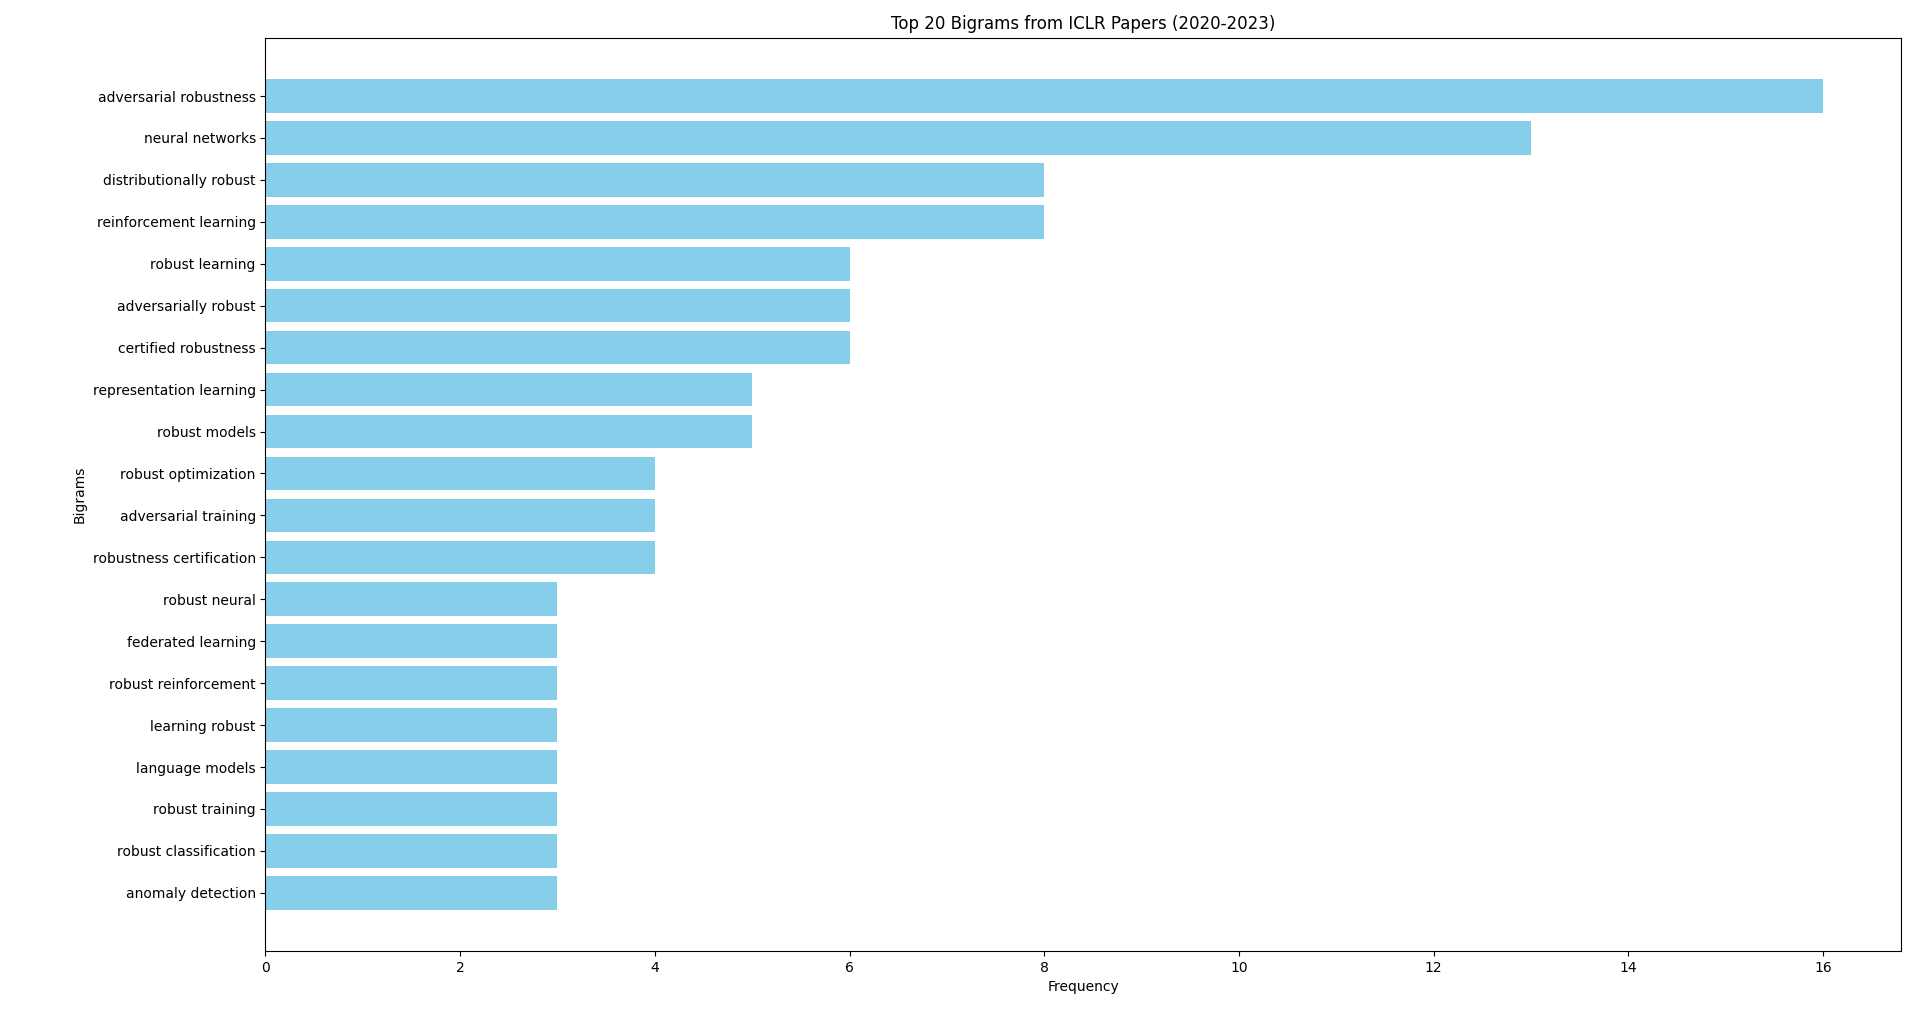 Top 20 Bigrams from ICLR Papers (2020-2023)
adversarial robustness
neural networks
distributionally robust
reinforcement learning
robust learning
adversarially robust
certified robustness
representation learning
robust models
robust optimization
adversarial training
robustness certification
robust neural
federated learning
robust reinforcement
learning robust
language models
robust training
robust classification
anomaly detection
Bigrams
0 2 4 6 8 10 12 14 16
Frequency